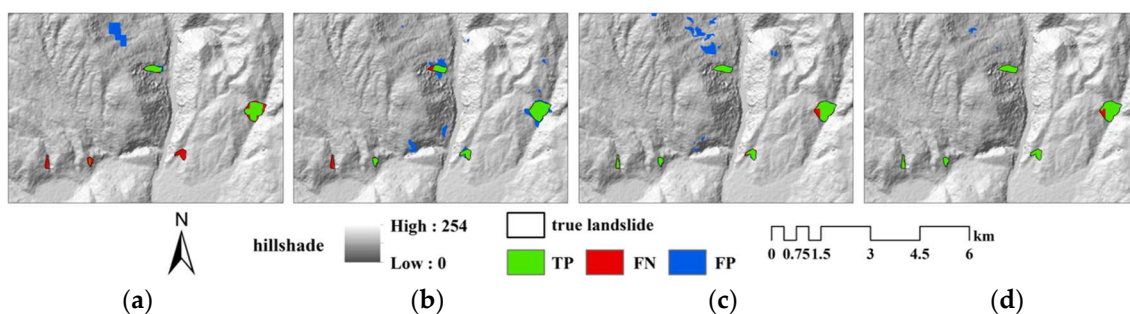 N
hillshade
High : 254
Low : 0
true landslide
TP FN FP
km
0 0.75 1.5 3 4.5 6
(a) (b) (c) (d)